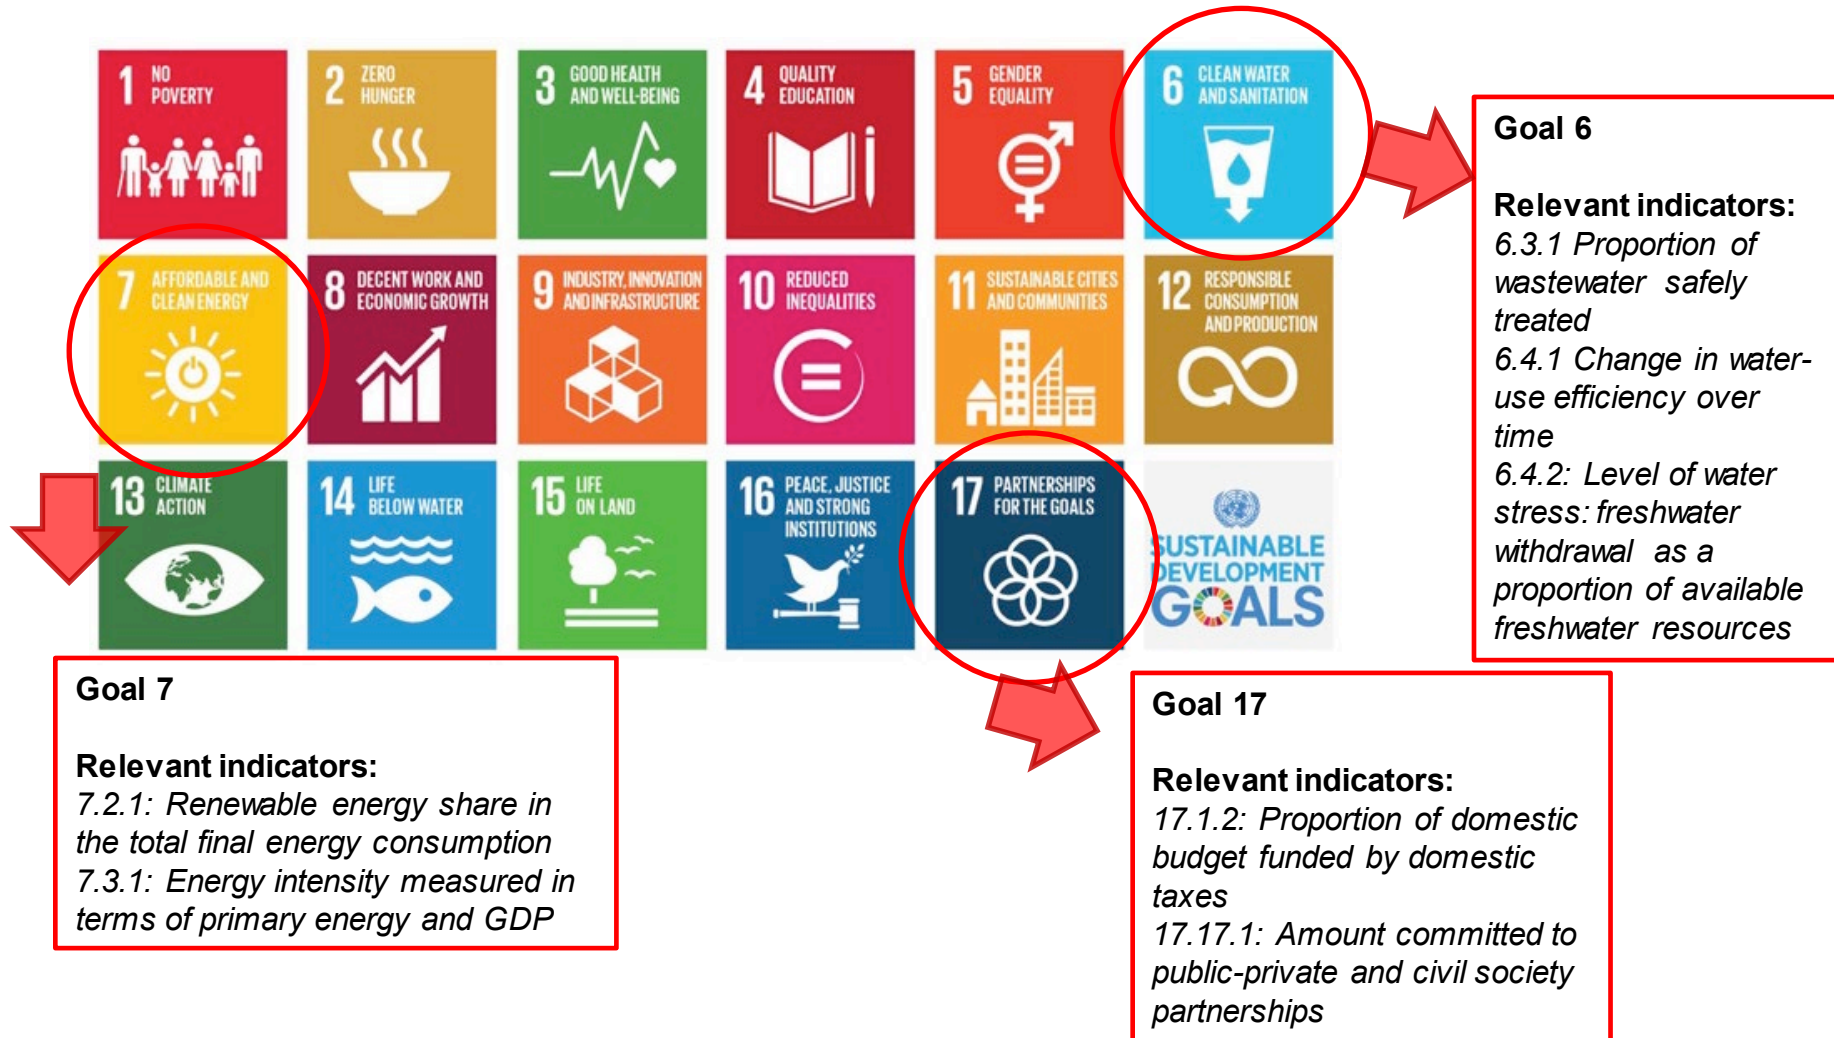 1 NO
POVERTY
2 ZERO
HUNGER
3 GOOD HEALTH
AND WELL-BEING
4 QUALITY
EDUCATION
5 GENDER
EQUALITY
6 CLEAN WATER
AND SANITATION
7 AFFORDABLE AND
CLEAN ENERGY
8 DECENT WORK AND
ECONOMIC GROWTH
9 INDUSTRY, INNOVATION
AND INFRASTRUCTURE
10 REDUCED
INEQUALITIES
11 SUSTAINABLE CITIES
AND COMMUNITIES
12 RESPONSIBLE
CONSUMPTION
AND PRODUCTION
13 CLIMATE
ACTION
14 LIFE
BELOW WATER
15 LIFE
ON LAND
16 PEACE, JUSTICE
AND STRONG
INSTITUTIONS
17 PARTNERSHIPS
FOR THE GOALS
SUSTAINABLE
DEVELOPMENT
GOALS
Goal 6
Relevant indicators:
6.3.1 Proportion of
wastewater safely
treated
6.4.1 Change in water-
use efficiency over
time
6.4.2: Level of water
stress: freshwater
withdrawal as a
proportion of available
freshwater resources
Goal 7
Relevant indicators:
7.2.1: Renewable energy share in
the total final energy consumption
7.3.1: Energy intensity measured in
terms of primary energy and GDP
Goal 17
Relevant indicators:
17.1.2: Proportion of domestic
budget funded by domestic
taxes
17.17.1: Amount committed to
public-private and civil society
partnerships